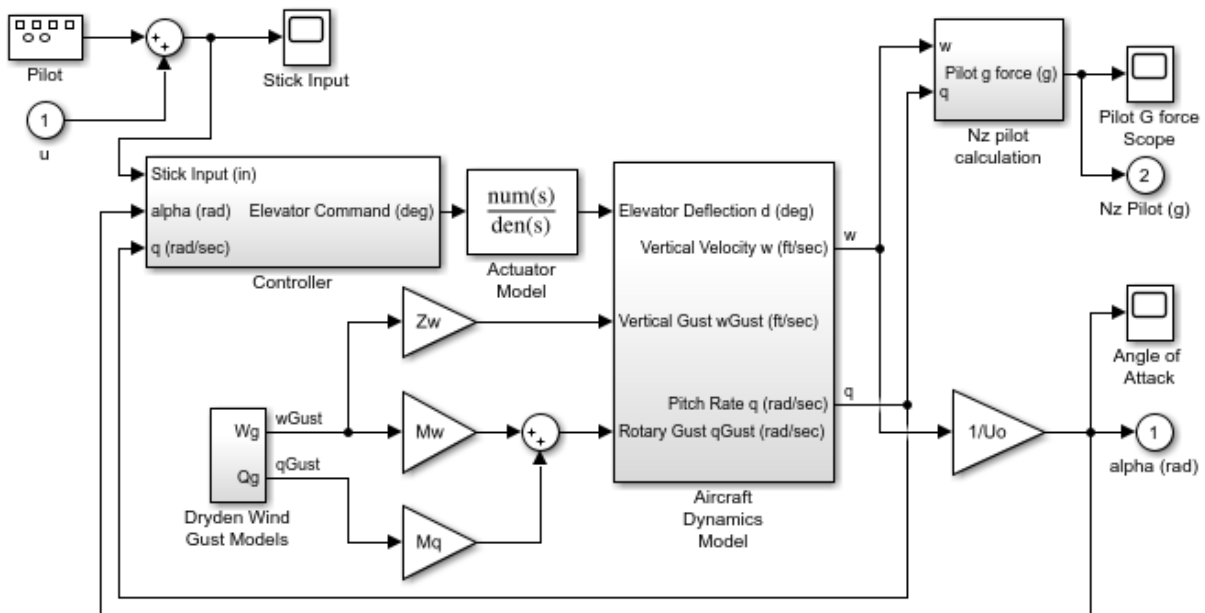 Pilot
+
+
Stick Input
1
u
w
Pilot g force (g)
q
Nz pilot
calculation
Pilot G force
Scope
2
Nz Pilot (g)
Stick Input (in)
alpha (rad)
Elevator Command (deg)
q (rad/sec)
Controller
num(s)
den(s)
Actuator
Model
Elevator Deflection d (deg)
Vertical Velocity w (ft/sec)
Vertical Gust wGust (ft/sec)
Pitch Rate q (rad/sec)
Rotary Gust qGust (rad/sec)
Aircraft
Dynamics
Model
w
q
Zw
Mw
Mq
+
+
Wg
Qg
wGust
qGust
Dryden Wind
Gust Models
1/Uo
Angle of
Attack
1
alpha (rad)